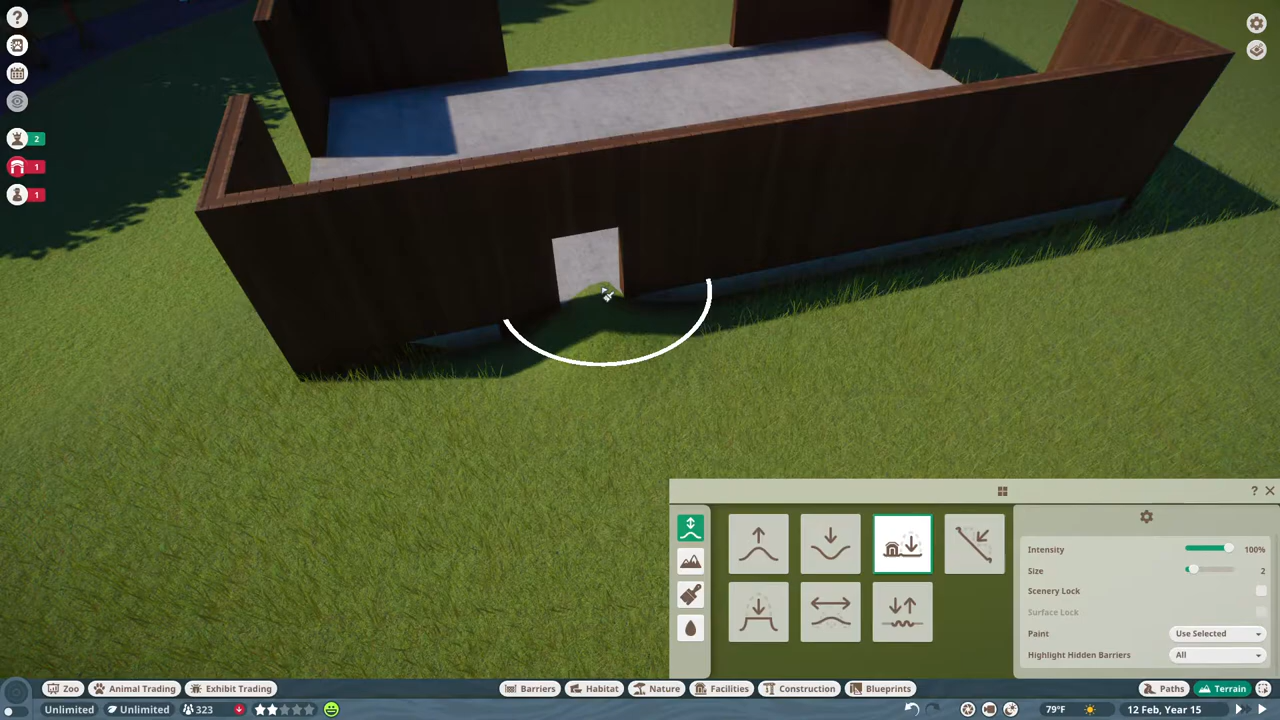 ?
2
1
1
? ×
Intensity 100%
Size 2
Scenery Lock
Surface Lock
Paint Use Selected
Highlight Hidden Barriers All
Zoo Animal Trading Exhibit Trading Barriers Habitat Nature Facilities Construction Blueprints Paths Terrain
Unlimited Unlimited 323 79°F 12 Feb, Year 15